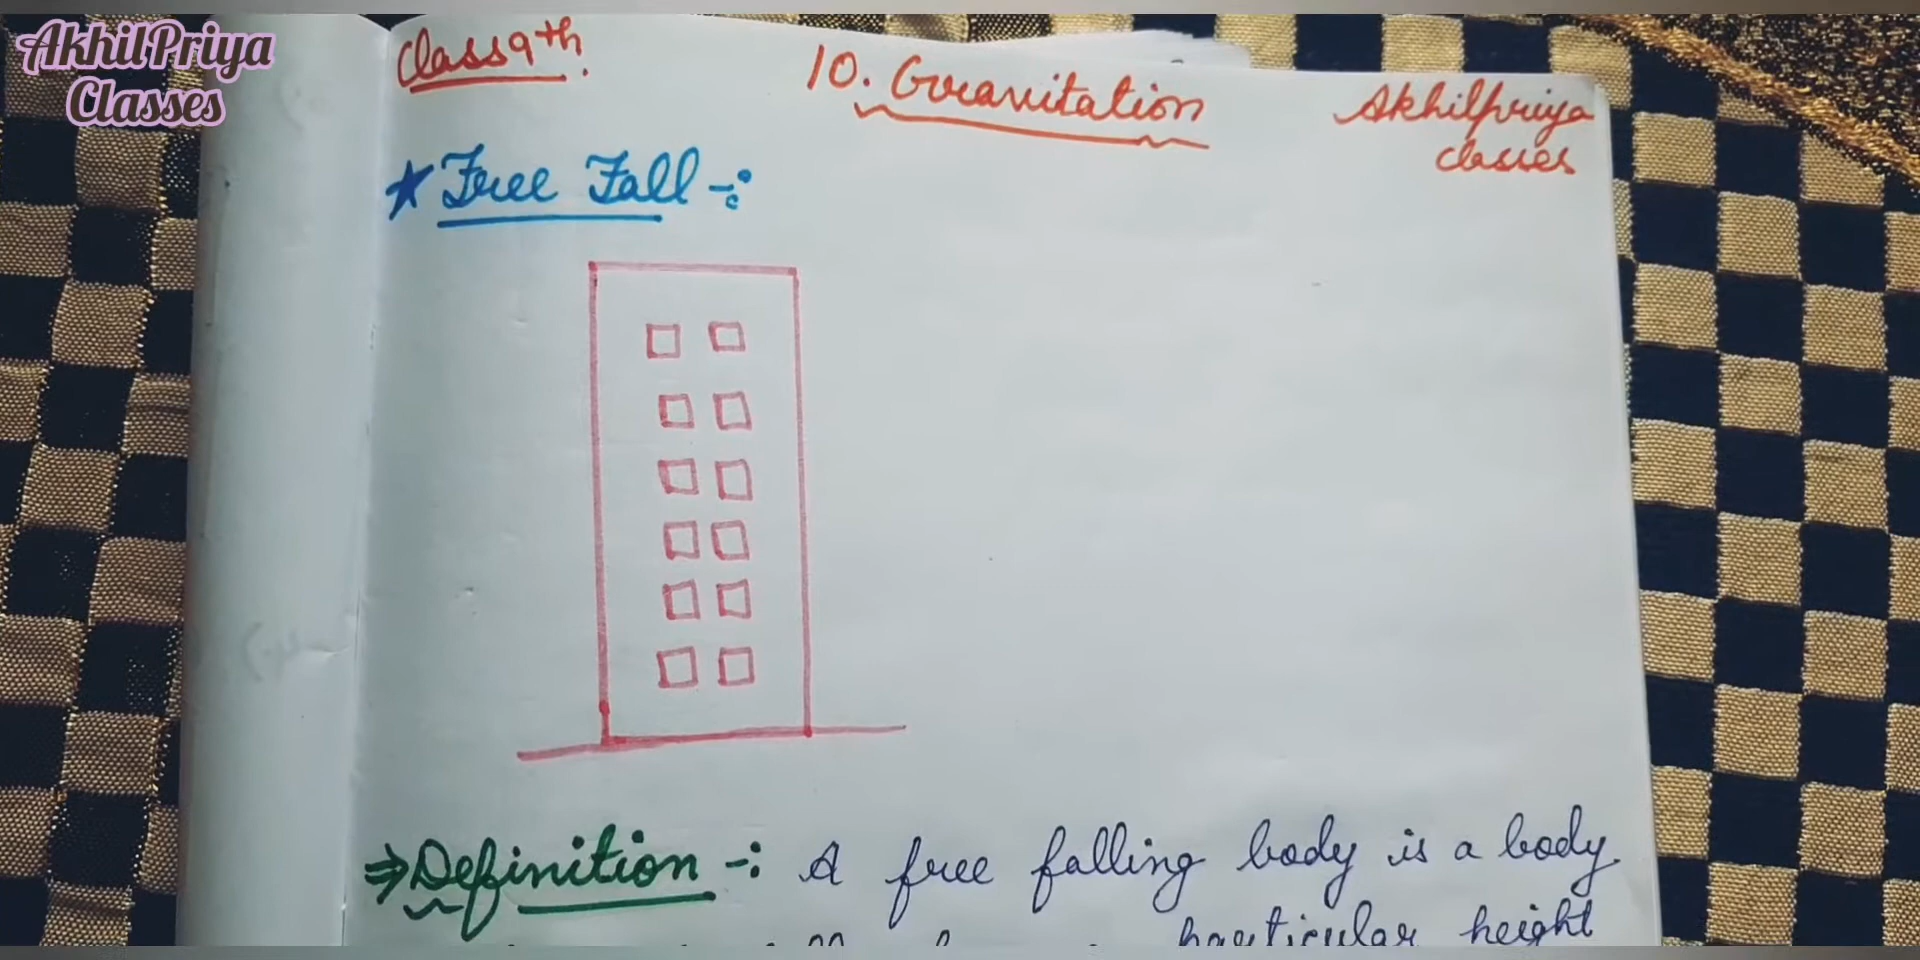 AkhilPriya
Classes
Class 9th.
10. Gravitation
Akhilpriya
classes
★ Free Fall -:
⇒ Definition -: A free falling body is a body
particular height